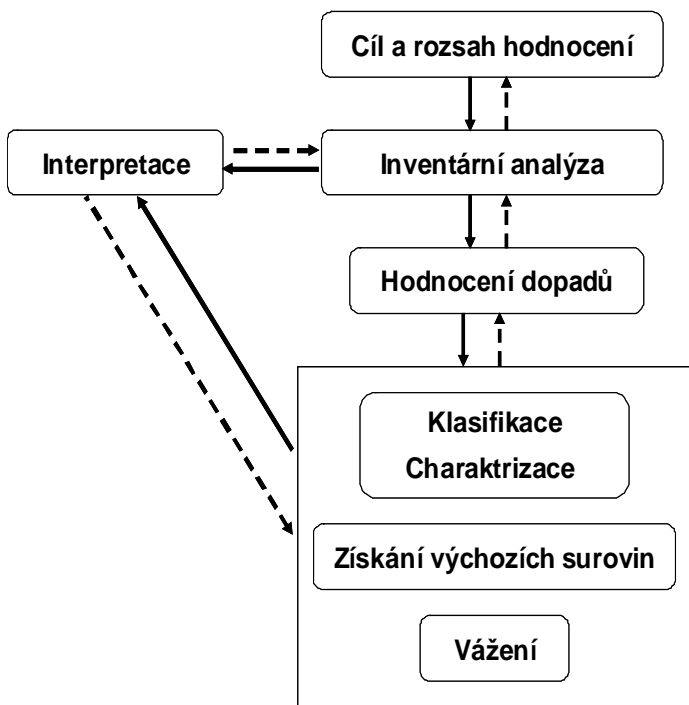 Cíl a rozsah hodnocení
Interpretace
Inventární analýza
Hodnocení dopadů
Klasifikace
Charaktrizace
Získání výchozích surovin
Vážení